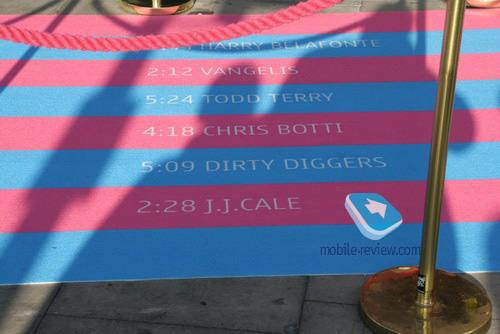 HARRY BELAFONTE
2:12 VANGELIS
5:24 TODD TERRY
4:18 CHRIS BOTTI
5:09 DIRTY DIGGERS
2:28 J.J.CALE
mobile-review.com